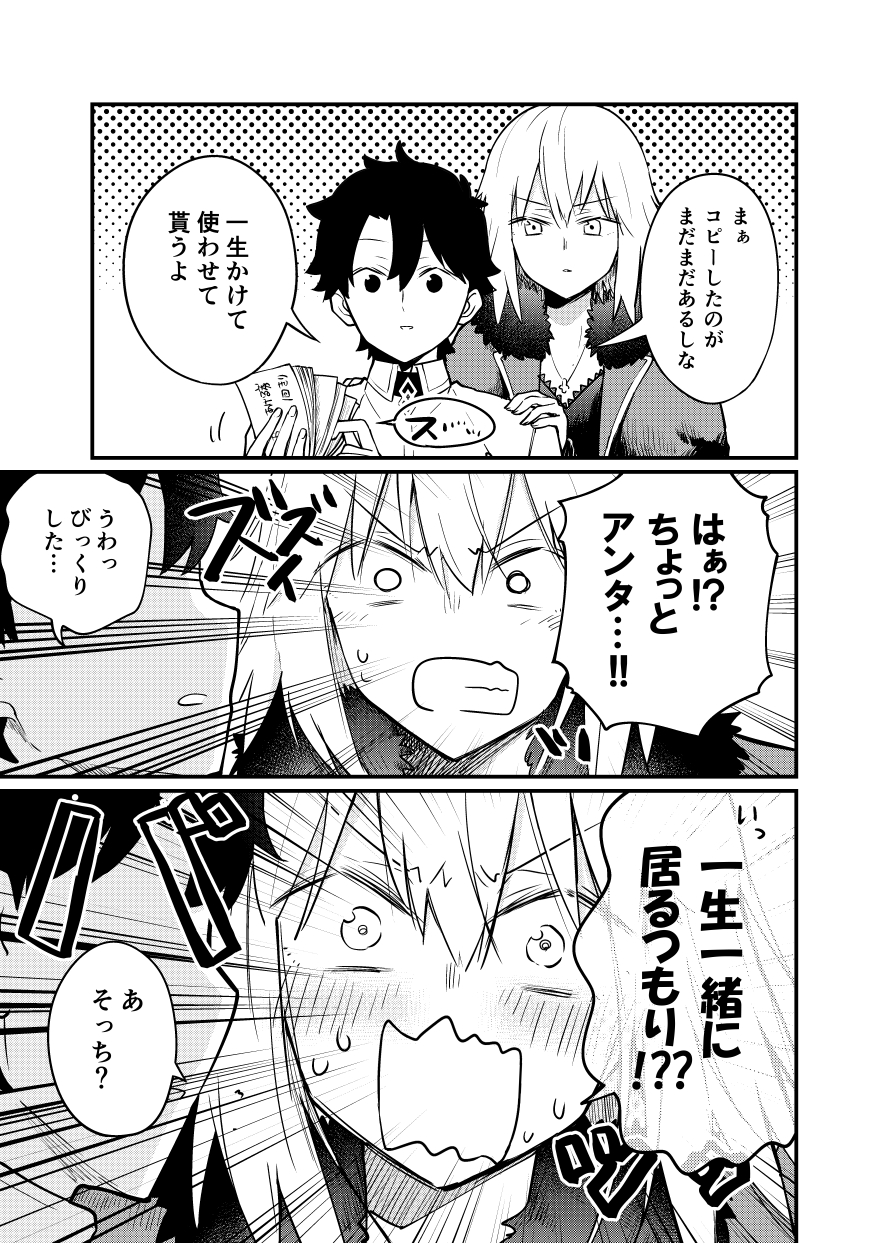 まぁ
コピーしたのが
まだまだあるしな
一生かけて
使わせて
貰うよ
ズ…
はぁ!?
ちょっと
アンタ…!!
ズズイ
うわっ
びっくり
した…
いっ
一生一緒に
居るつもり!??
あ
そっち?